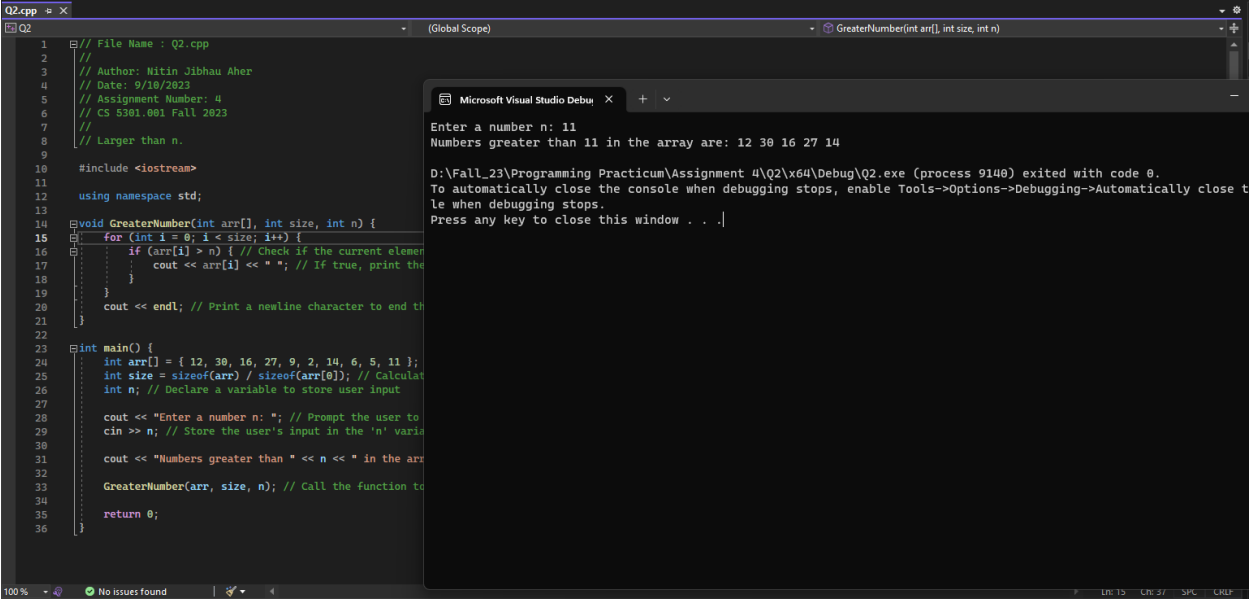 Q2.cpp
Q2
(Global Scope)
GreaterNumber(int arr[], int size, int n)
1 // File Name : Q2.cpp
2 //
3 // Author: Nitin Jibhau Aher
4 // Date: 9/10/2023
5 // Assignment Number: 4
6 // CS 5301.001 Fall 2023
7 //
8 // Larger than n.
9
10 #include <iostream>
11
12 using namespace std;
13
14 void GreaterNumber(int arr[], int size, int n) {
15 for (int i = 0; i < size; i++) {
16 if (arr[i] > n) { // Check if the current elemen
17 cout << arr[i] << " "; // If true, print the
18 }
19 }
20 cout << endl; // Print a newline character to end th
21 }
22
23 int main() {
24 int arr[] = { 12, 30, 16, 27, 9, 2, 14, 6, 5, 11 };
25 int size = sizeof(arr) / sizeof(arr[0]); // Calculat
26 int n; // Declare a variable to store user input
27
28 cout << "Enter a number n: "; // Prompt the user to
29 cin >> n; // Store the user's input in the 'n' varia
30
31 cout << "Numbers greater than " << n << " in the arr
32
33 GreaterNumber(arr, size, n); // Call the function to
34
35 return 0;
36 }
Microsoft Visual Studio Debu
Enter a number n: 11
Numbers greater than 11 in the array are: 12 30 16 27 14
D:\Fall_23\Programming Practicum\Assignment 4\Q2\x64\Debug\Q2.exe (process 9140) exited with code 0.
To automatically close the console when debugging stops, enable Tools->Options->Debugging->Automatically close t
le when debugging stops.
Press any key to close this window . . .
100 %
No issues found
Ln: 15 Ch: 37 SPC CRLF